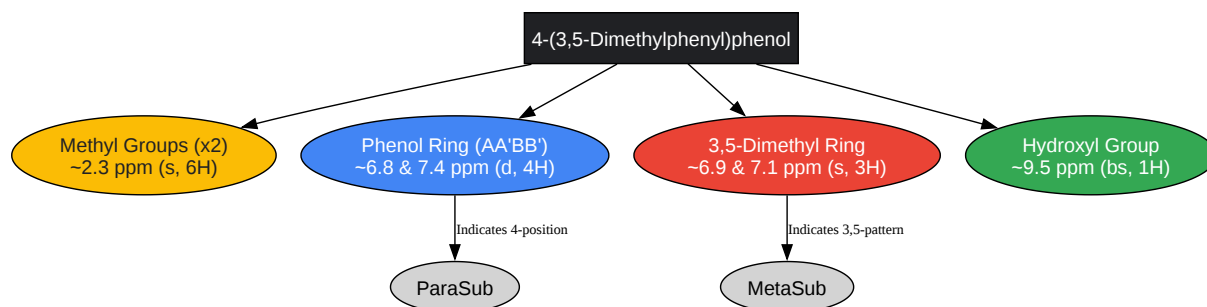 4-(3,5-Dimethylphenyl)phenol
Methyl Groups (x2)
~2.3 ppm (s, 6H)
Phenol Ring (AA'BB')
~6.8 & 7.4 ppm (d, 4H)
3,5-Dimethyl Ring
~6.9 & 7.1 ppm (s, 3H)
Hydroxyl Group
~9.5 ppm (bs, 1H)
Indicates 4-position
Indicates 3,5-pattern
ParaSub
MetaSub